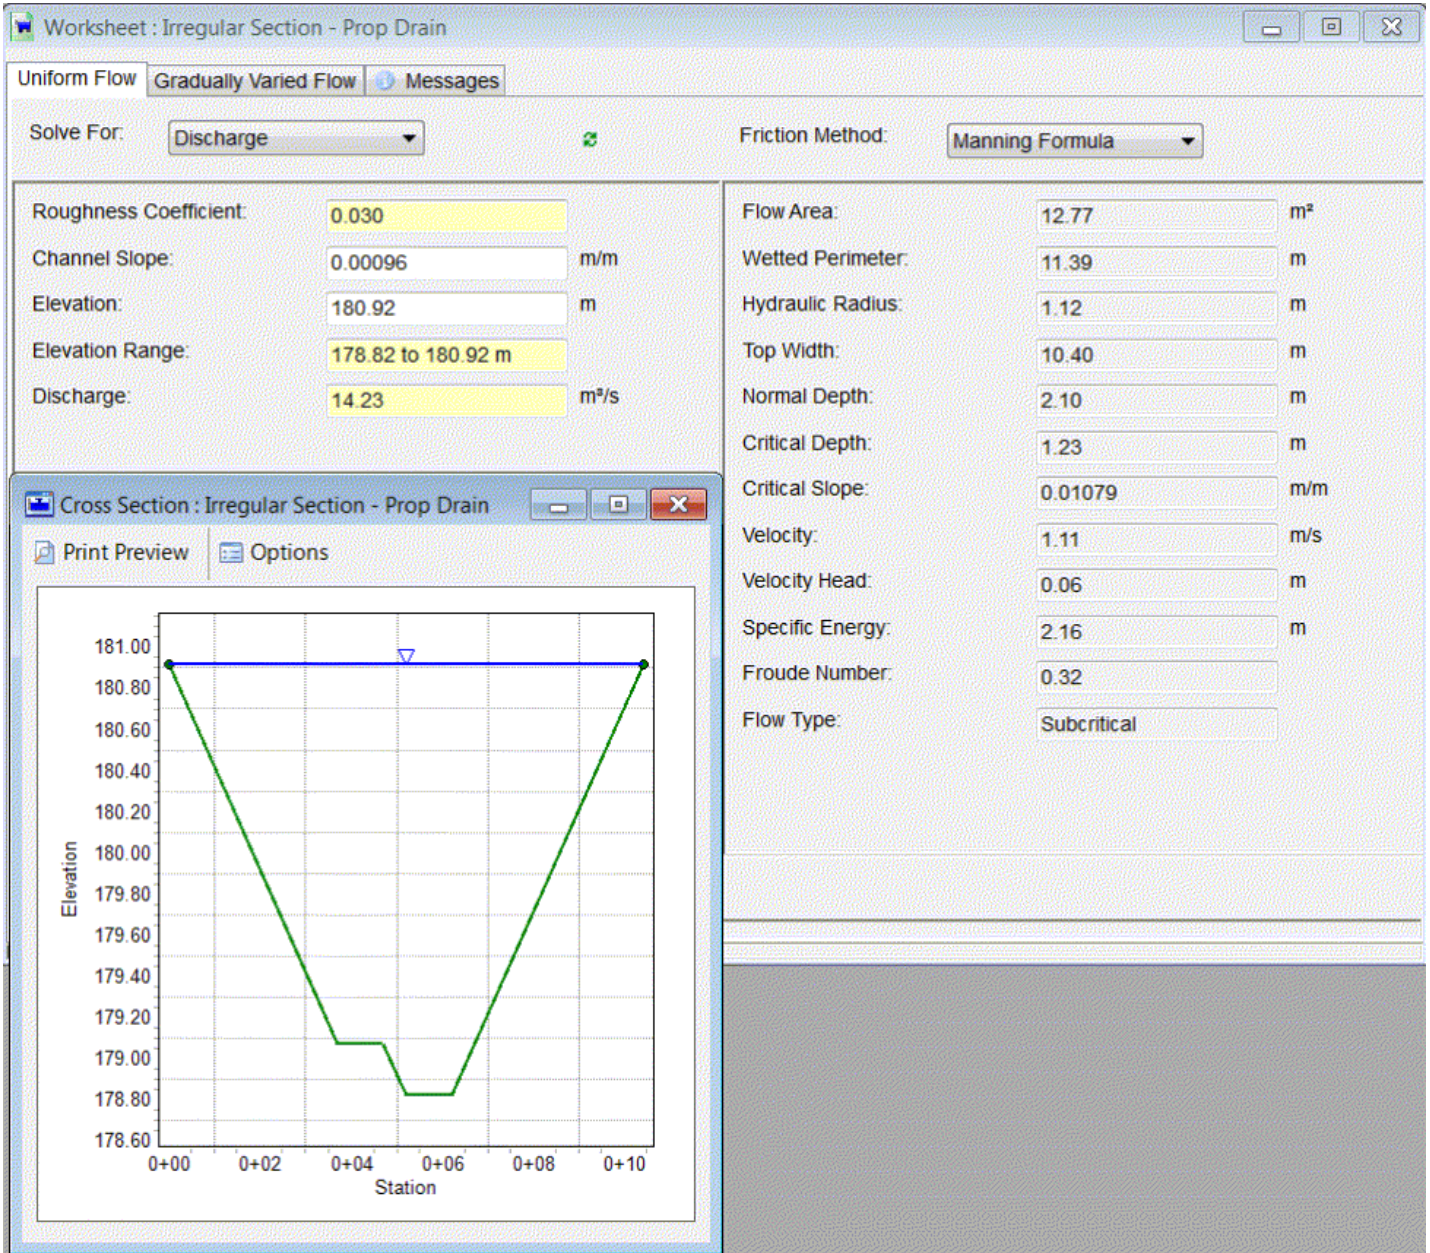 Worksheet : Irregular Section - Prop Drain
Uniform Flow Gradually Varied Flow Messages
Solve For: Discharge Friction Method: Manning Formula
Roughness Coefficient: 0.030
Channel Slope: 0.00096 m/m
Elevation: 180.92 m
Elevation Range: 178.82 to 180.92 m
Discharge: 14.23 m³/s
Flow Area: 12.77 m²
Wetted Perimeter: 11.39 m
Hydraulic Radius: 1.12 m
Top Width: 10.40 m
Normal Depth: 2.10 m
Critical Depth: 1.23 m
Critical Slope: 0.01079 m/m
Velocity: 1.11 m/s
Velocity Head: 0.06 m
Specific Energy: 2.16 m
Froude Number: 0.32
Flow Type: Subcritical
Cross Section : Irregular Section - Prop Drain
Print Preview Options
181.00
180.80
180.60
180.40
180.20
180.00
179.80
179.60
179.40
179.20
179.00
178.80
178.60
Elevation
0+00 0+02 0+04 0+06 0+08 0+10
Station